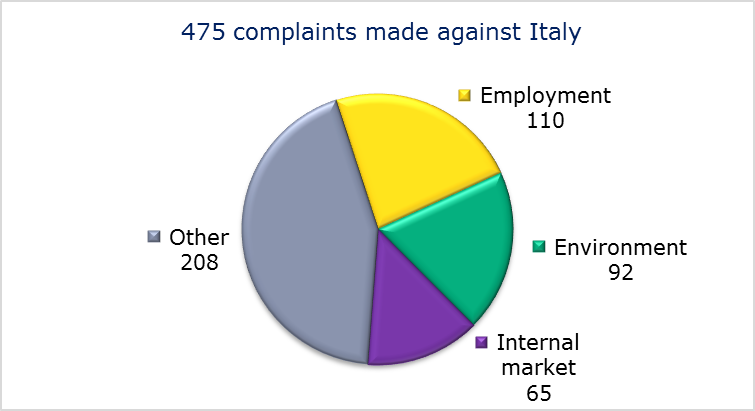 475 complaints made against Italy
Employment
110
Environment
92
Internal
market
65
Other
208